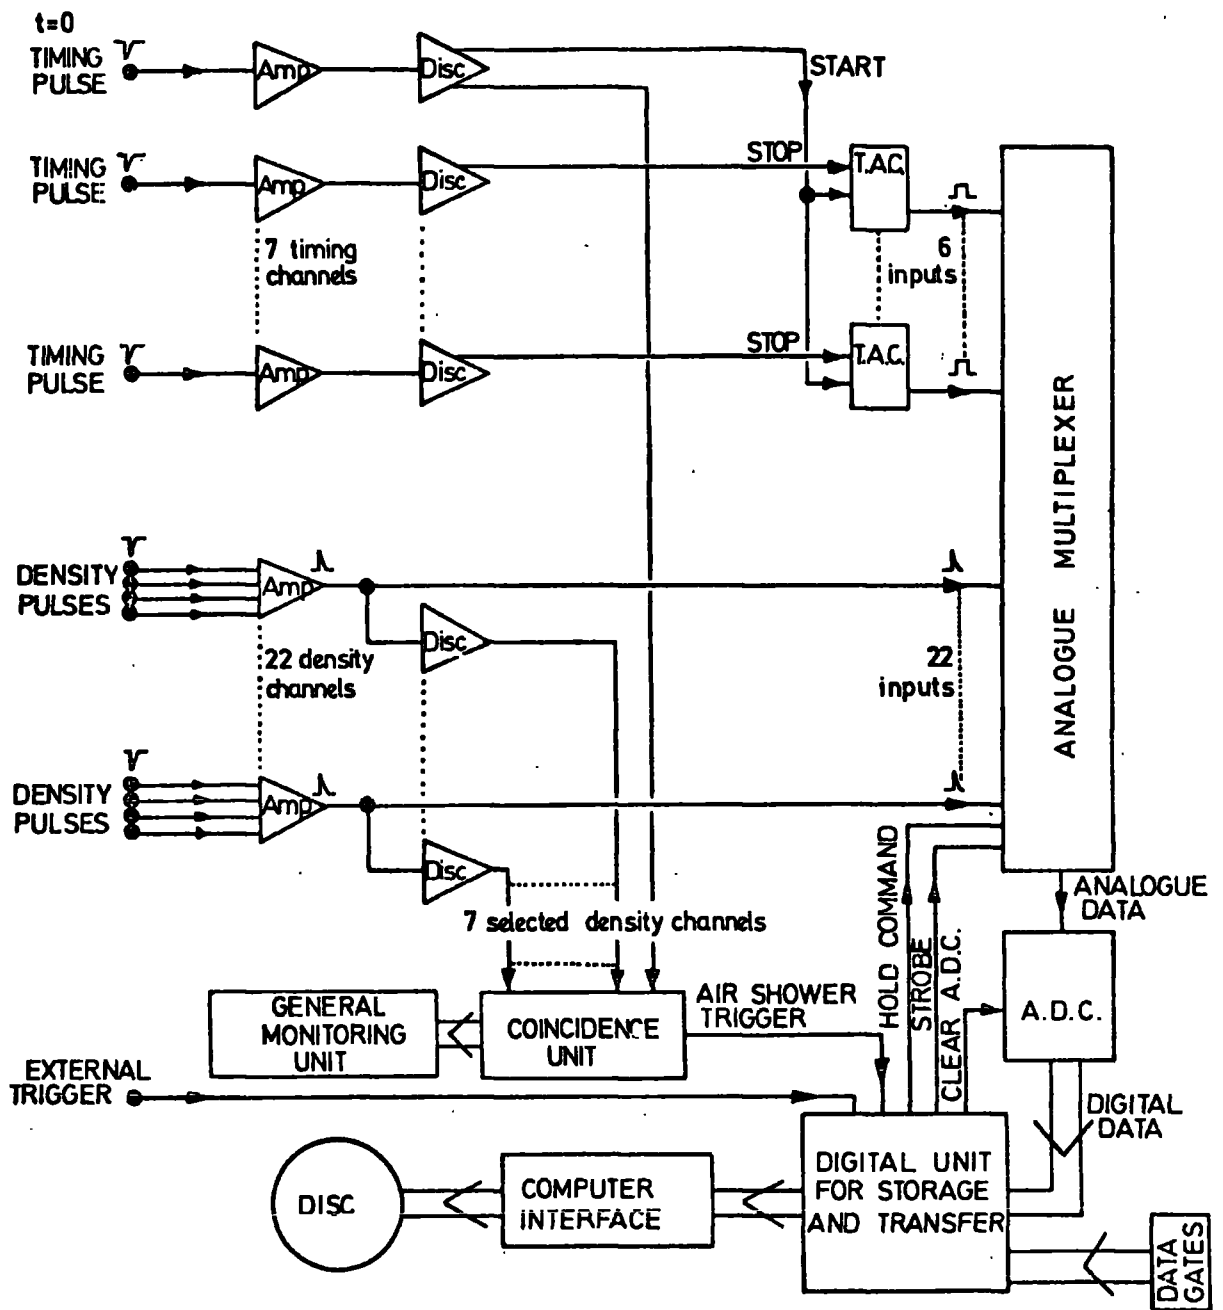 t=0
TIMING
PULSE
Amp
Disc
START
TIMING
PULSE
Amp
Disc
STOP
T.A.C.
7 timing
channels
6
inputs
TIMING
PULSE
Amp
Disc
STOP
T.A.C.
ANALOGUE MULTIPLEXER
DENSITY
PULSES
Amp
Disc
22 density
channels
22
inputs
DENSITY
PULSES
Amp
Disc
7 selected density channels
HOLD COMMAND
STROBE
CLEAR A.D.C.
ANALOGUE
DATA
A.D.C.
GENERAL
MONITORING
UNIT
COINCIDENCE
UNIT
AIR SHOWER
TRIGGER
EXTERNAL
TRIGGER
DIGITAL
DATA
DISC
COMPUTER
INTERFACE
DIGITAL UNIT
FOR STORAGE
AND TRANSFER
DATA
GATES